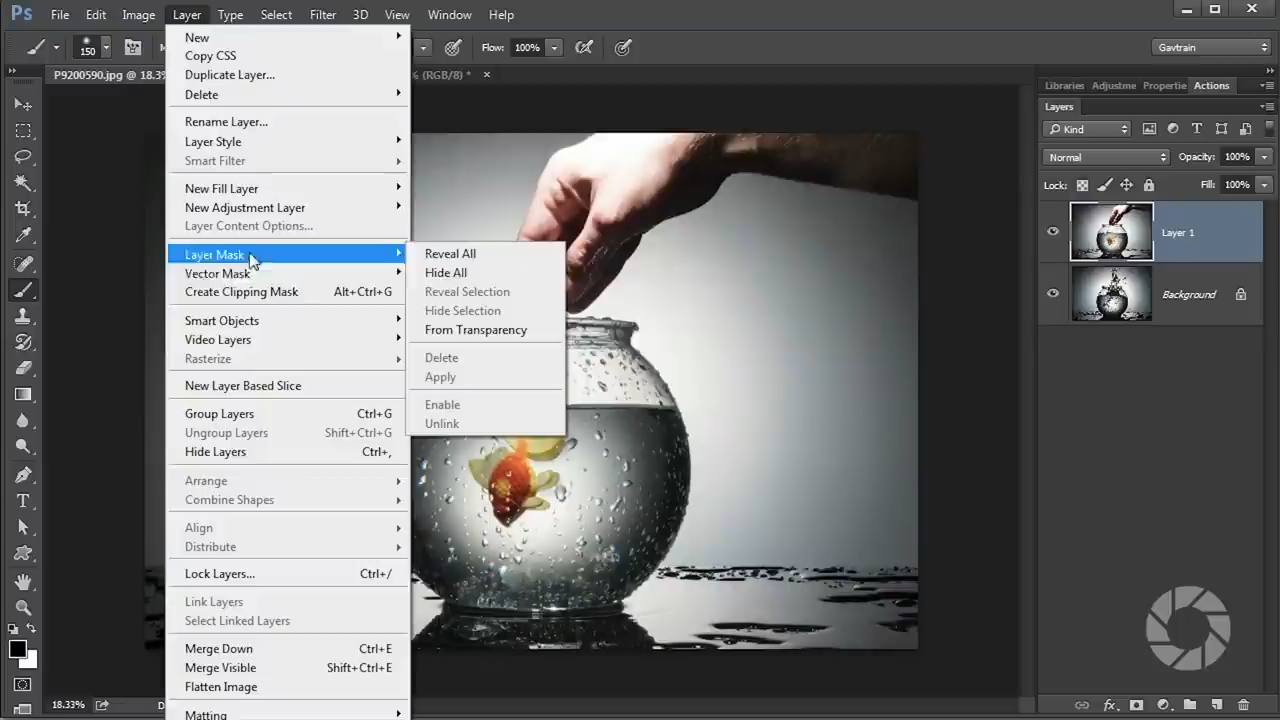 Ps File Edit Image Layer Type Select Filter 3D View Window Help
150 Flow: 100% Gavtrain
P9200590.jpg @ 18.3% (RGB/8) *
New
Copy CSS
Duplicate Layer...
Delete
Rename Layer...
Layer Style
Smart Filter
New Fill Layer
New Adjustment Layer
Layer Content Options...
Layer Mask
Vector Mask
Create Clipping Mask Alt+Ctrl+G
Smart Objects
Video Layers
Rasterize
New Layer Based Slice
Group Layers Ctrl+G
Ungroup Layers Shift+Ctrl+G
Hide Layers Ctrl+,
Arrange
Combine Shapes
Align
Distribute
Lock Layers... Ctrl+/
Link Layers
Select Linked Layers
Merge Down Ctrl+E
Merge Visible Shift+Ctrl+E
Flatten Image
Matting
Reveal All
Hide All
Reveal Selection
Hide Selection
From Transparency
Delete
Apply
Enable
Unlink
Libraries Adjustme Propertie Actions
Layers
Kind
Normal Opacity: 100%
Lock: Fill: 100%
Layer 1
Background
18.33%